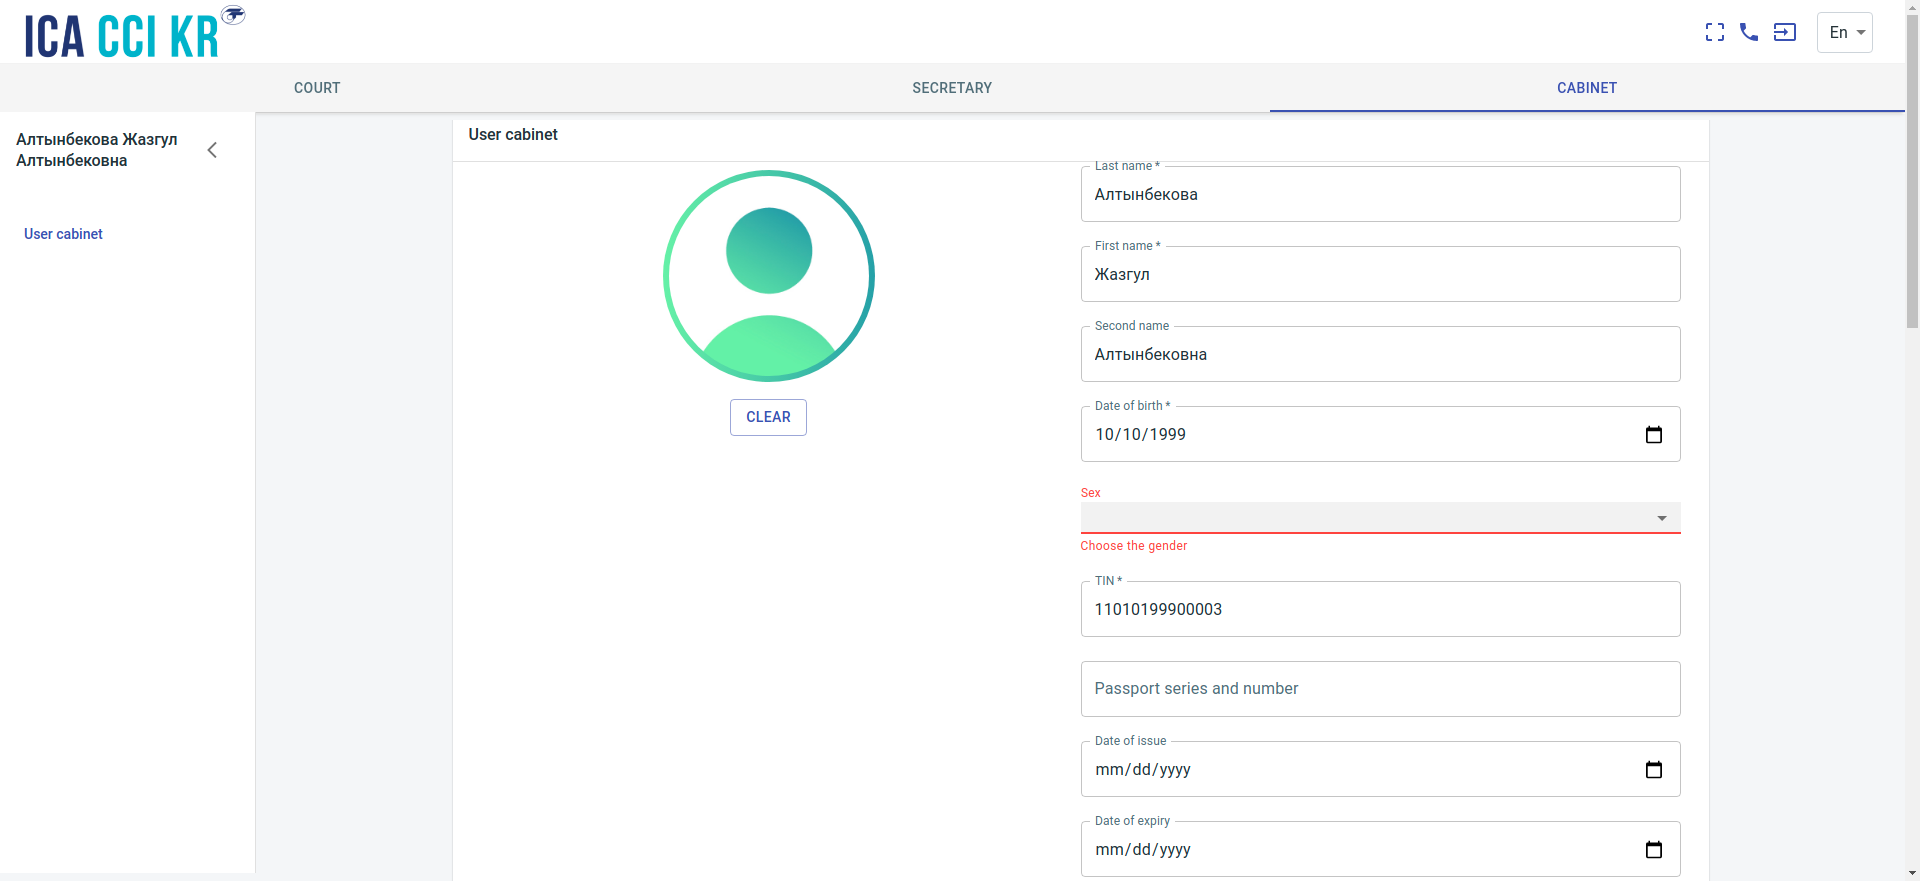 ICA CCI KR
En
COURT
SECRETARY
CABINET
Алтынбекова Жазгул
Алтынбековна
User cabinet
User cabinet
CLEAR
Last name *
Алтынбекова
First name *
Жазгул
Second name
Алтынбековна
Date of birth *
10/10/1999
Sex
Choose the gender
TIN *
11010199900003
Passport series and number
Date of issue
mm/dd/yyyy
Date of expiry
mm/dd/yyyy